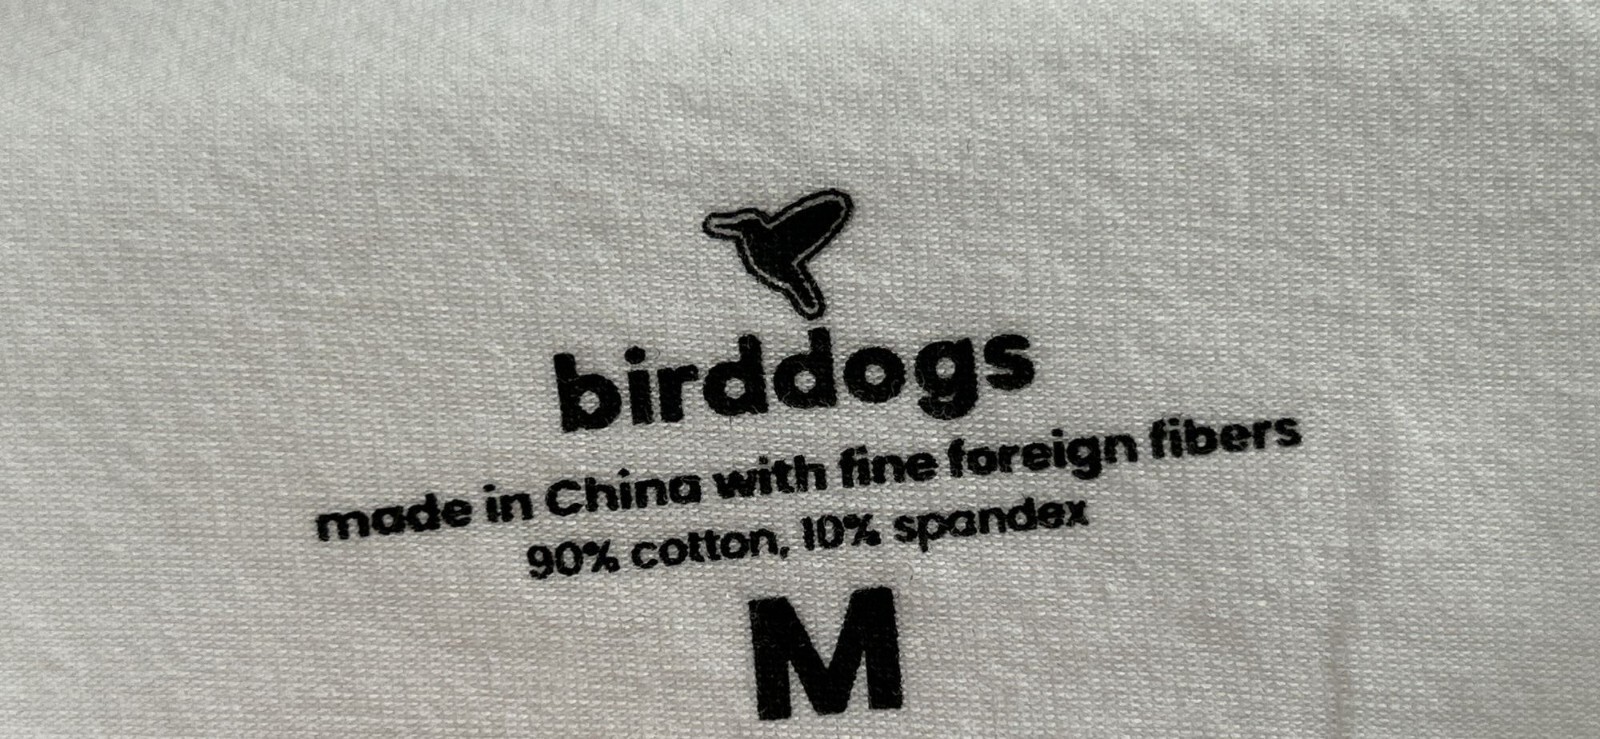 birddogs
made in China with fine foreign fibers
90% cotton, 10% spandex
M